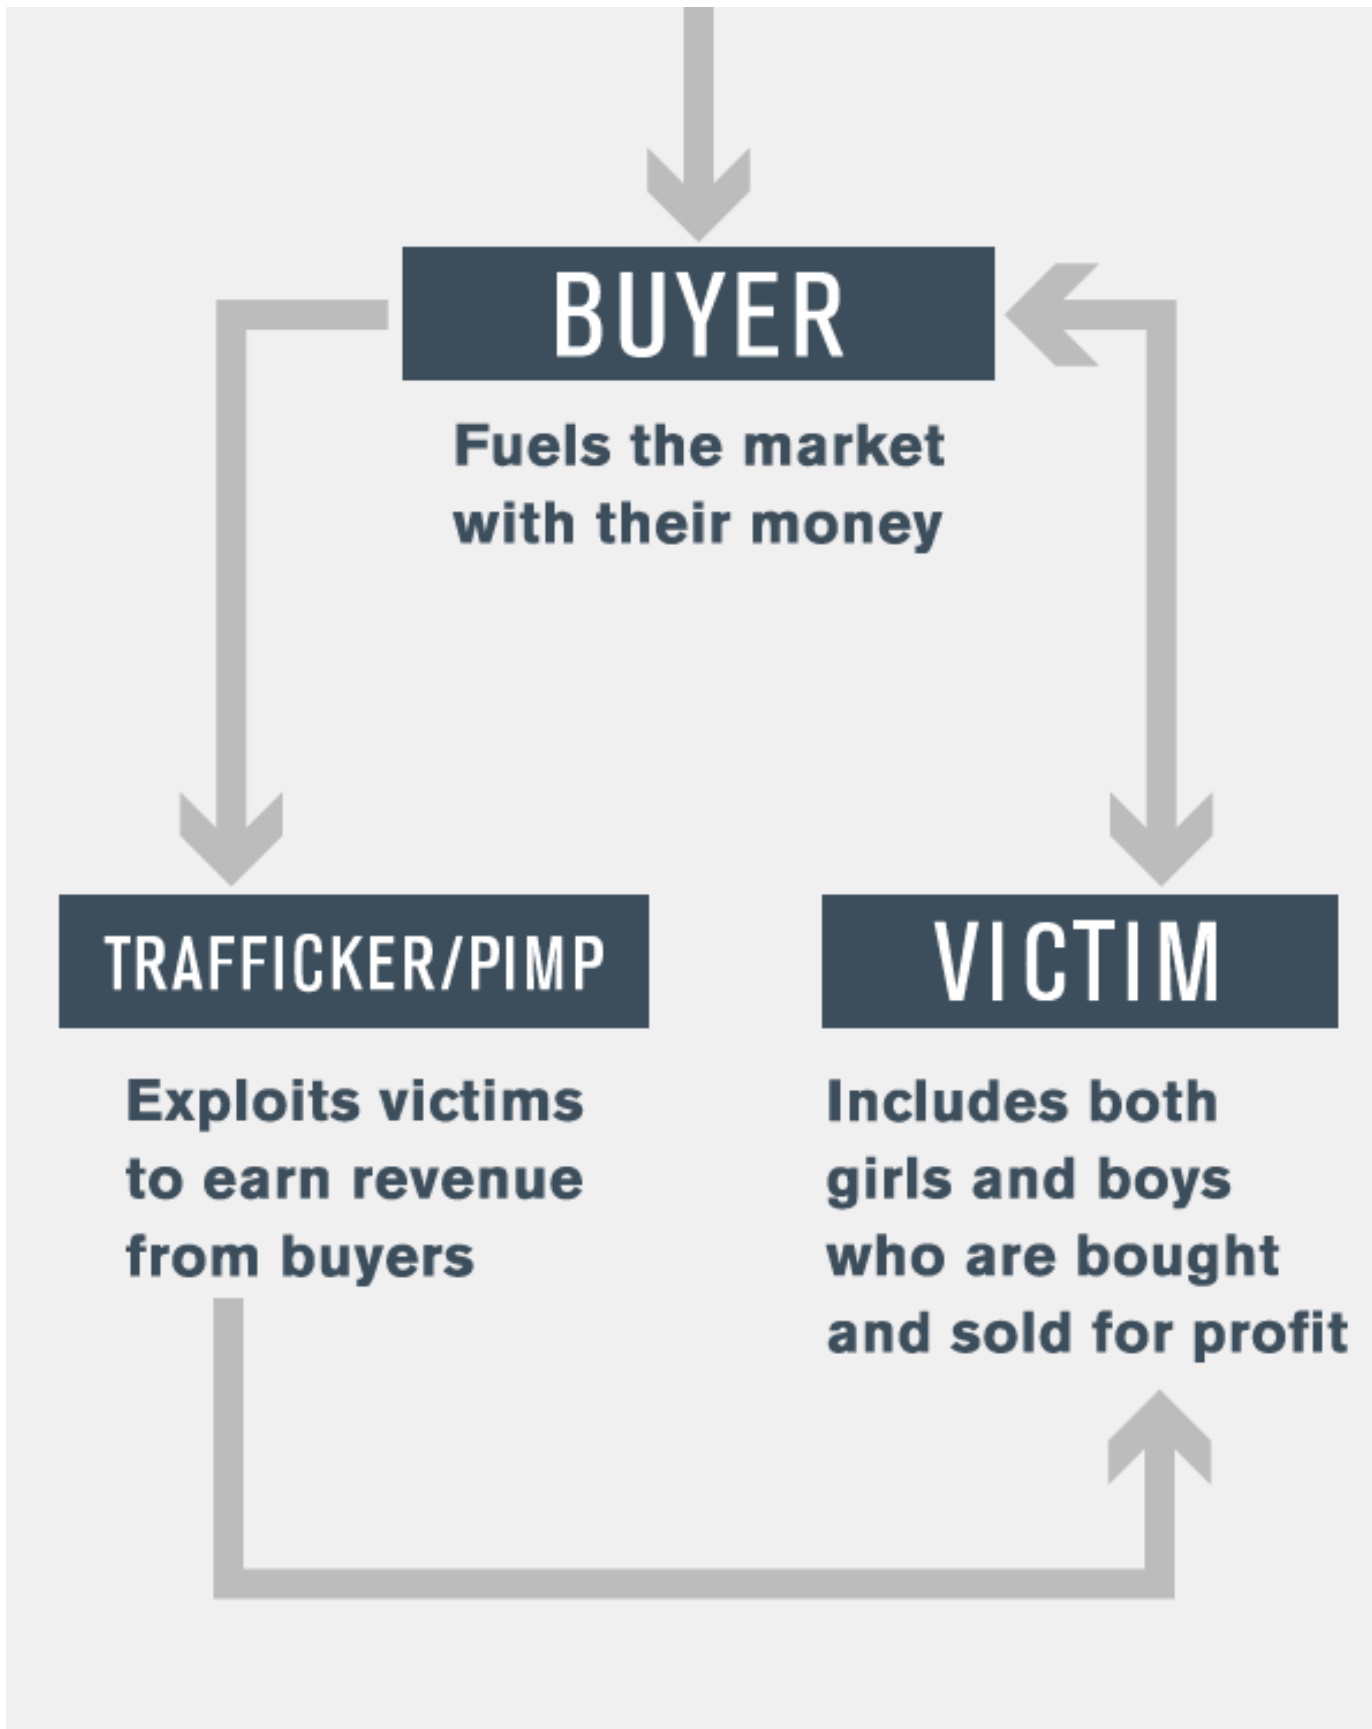 BUYER
Fuels the market
with their money
TRAFFICKER/PIMP
Exploits victims
to earn revenue
from buyers
VICTIM
Includes both
girls and boys
who are bought
and sold for profit